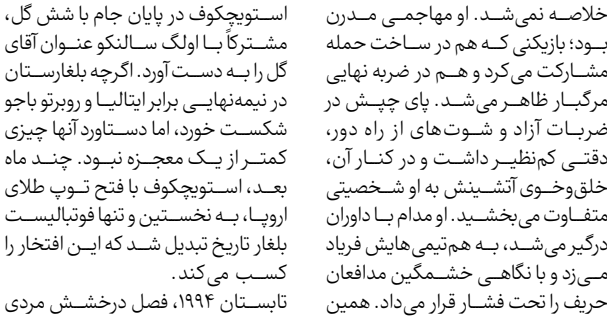 خلاصه نمی‌شد. او مهاجمی مدرن
بود؛ بازیکنی که هم در ساخت حمله
مشارکت می‌کرد و هم در ضربه نهایی
مرگبار ظاهر می‌شد. پای چپش در
ضربات آزاد و شوت‌های از راه دور،
دقتی کم‌نظیر داشت و در کنار آن،
خلق‌وخوی آتشینش به او شخصیتی
متفاوت می‌بخشید. او مدام با داوران
درگیر می‌شد، به هم‌تیمی‌هایش فریاد
می‌زد و با نگاهی خشمگین مدافعان
حریف را تحت فشار قرار می‌داد. همین
استویچکوف در پایان جام با شش گل،
مشترکاً با اولگ سالنکو عنوان آقای
گل را به دست آورد. اگرچه بلغارستان
در نیمه‌نهایی برابر ایتالیا و روبرتو باجو
شکست خورد، اما دستاورد آنها چیزی
کمتر از یک معجزه نبود. چند ماه
بعد، استویچکوف با فتح توپ طلای
اروپا، به نخستین و تنها فوتبالیست
بلغار تاریخ تبدیل شد که این افتخار را
کسب می‌کند.
تابستان ۱۹۹۴، فصل درخشش مردی